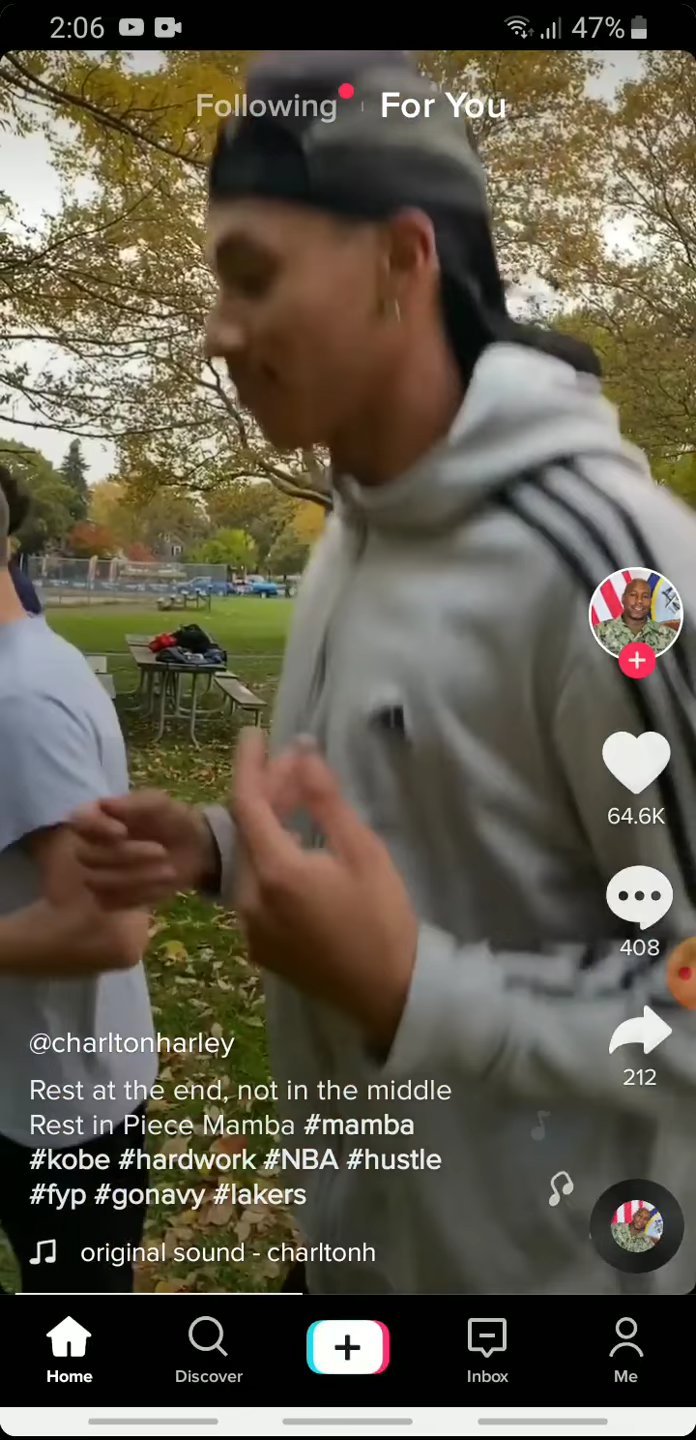 2:06
47%
Following
For You
64.6K
408
212
@charltonharley
Rest at the end, not in the middle
Rest in Piece Mamba #mamba
#kobe #hardwork #NBA #hustle
#fyp #gonavy #lakers
original sound - charltonh
Home
Discover
Inbox
Me